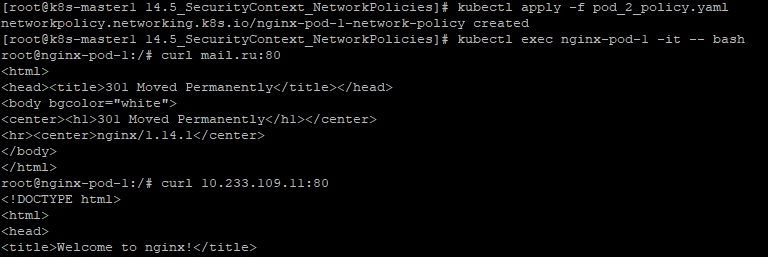 [root@k8s-master1 14.5_SecurityContext_NetworkPolicies]# kubectl apply -f pod_2_policy.yaml
networkpolicy.networking.k8s.io/nginx-pod-1-network-policy created
[root@k8s-master1 14.5_SecurityContext_NetworkPolicies]# kubectl exec nginx-pod-1 -it -- bash
root@nginx-pod-1:/# curl mail.ru:80
<html>
<head><title>301 Moved Permanently</title></head>
<body bgcolor="white">
<center><h1>301 Moved Permanently</h1></center>
<hr><center>nginx/1.14.1</center>
</body>
</html>
root@nginx-pod-1:/# curl 10.233.109.11:80
<!DOCTYPE html>
<html>
<head>
<title>Welcome to nginx!</title>